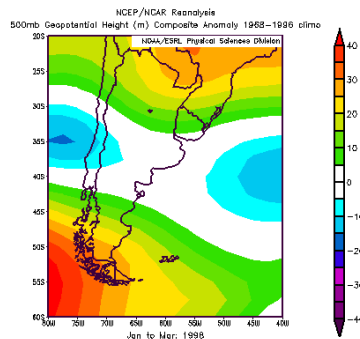 NCEP/NCAR Reanalysis
500mb Geopotential Height (m) Composite Anomaly 1968-1996 climo
NOAA/ESRL Physical Sciences Division
20S
25S
30S
35S
40S
45S
50S
55S
60S
80W 75W 70W 65W 60W 55W 50W 45W 40W
Jan to Mar: 1998
40
30
20
10
0
-10
-20
-30
-40